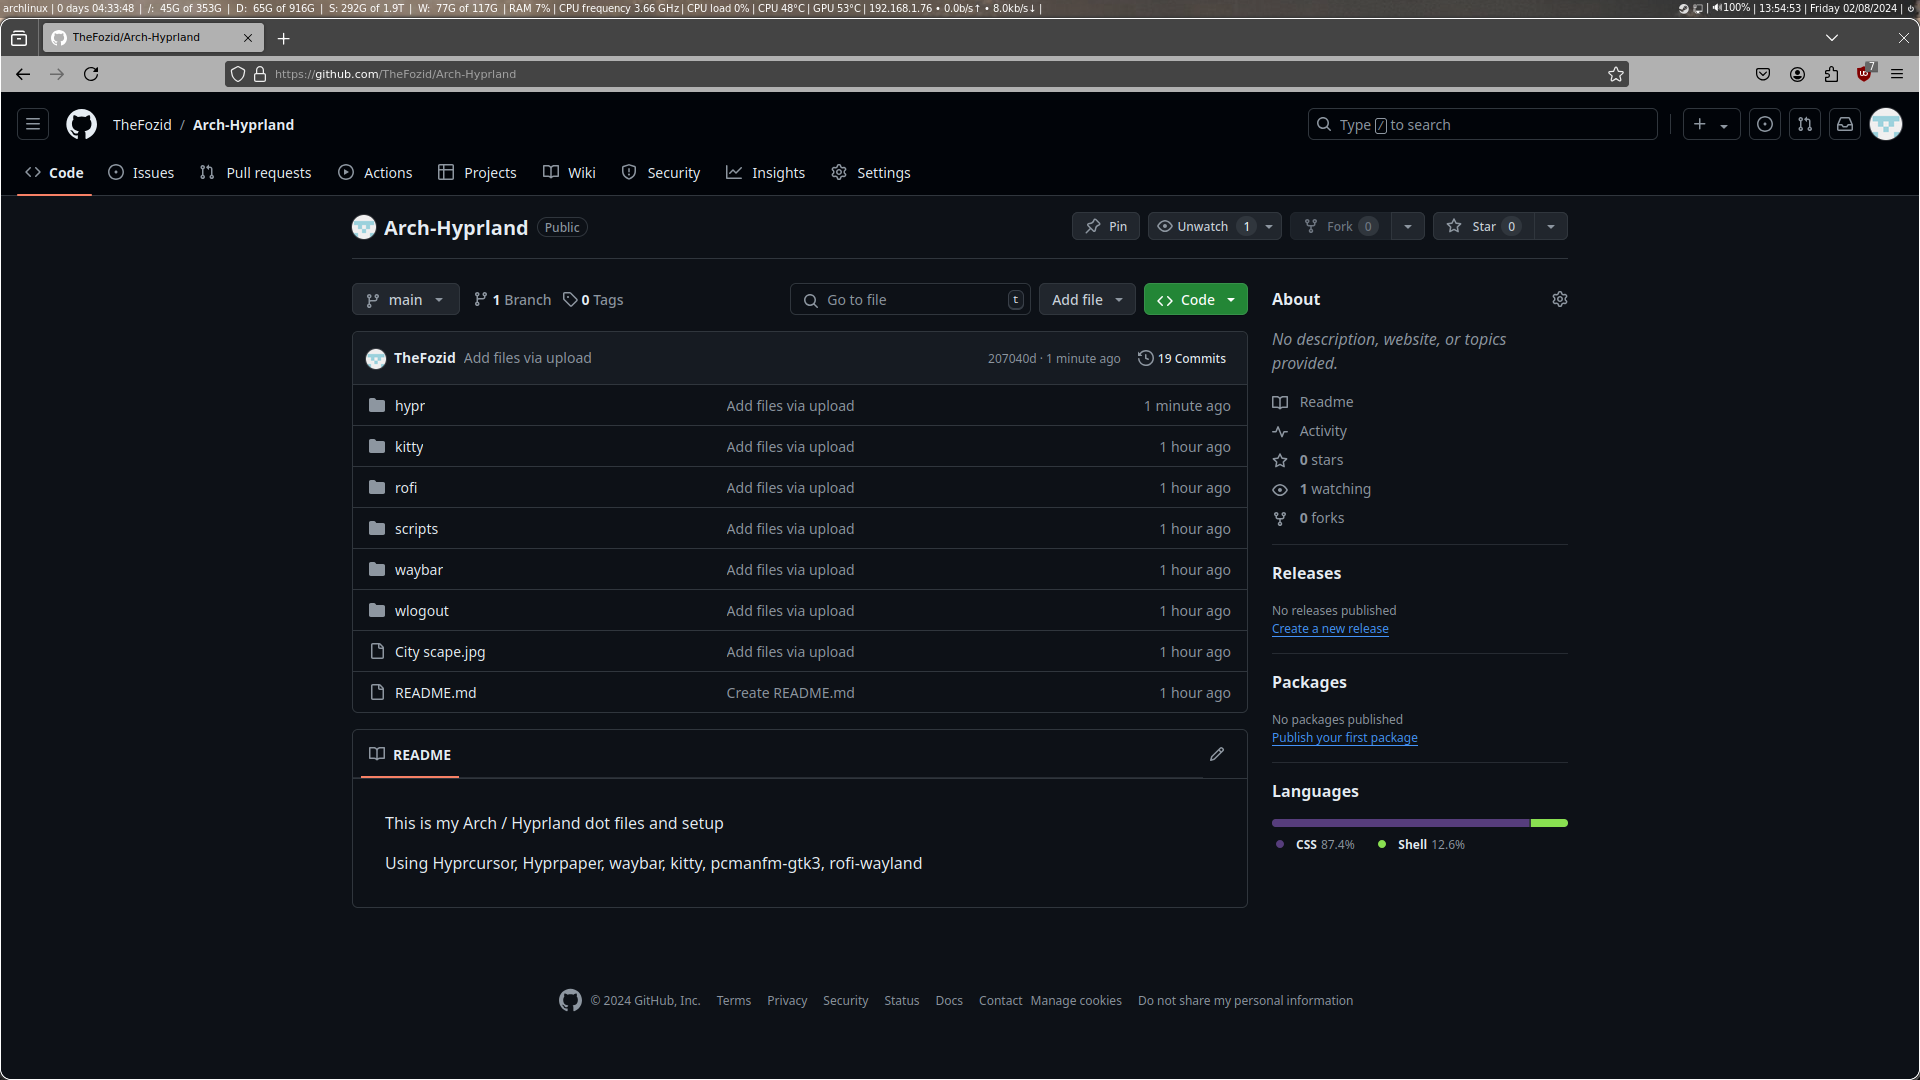 archlinux | 0 days 04:33:48 | /: 45G of 353G | D: 65G of 916G | S: 292G of 1.9T | W: 77G of 117G | RAM 7% | CPU frequency 3.66 GHz | CPU load 0% | CPU 48°C | GPU 53°C | 192.168.1.76 • 0.0b/s↑ • 8.0kb/s↓ |
| 100% | 13:54:53 | Friday 02/08/2024 |
TheFozid/Arch-Hyprland
https://github.com/TheFozid/Arch-Hyprland
7
TheFozid / Arch-Hyprland
Type / to search
Code Issues Pull requests Actions Projects Wiki Security Insights Settings
Arch-Hyprland Public
Pin Unwatch 1 Fork 0 Star 0
main 1 Branch 0 Tags
Go to file t
Add file
Code
TheFozid Add files via upload 207040d · 1 minute ago 19 Commits
hypr Add files via upload 1 minute ago
kitty Add files via upload 1 hour ago
rofi Add files via upload 1 hour ago
scripts Add files via upload 1 hour ago
waybar Add files via upload 1 hour ago
wlogout Add files via upload 1 hour ago
City scape.jpg Add files via upload 1 hour ago
README.md Create README.md 1 hour ago
README
This is my Arch / Hyprland dot files and setup
Using Hyprcursor, Hyprpaper, waybar, kitty, pcmanfm-gtk3, rofi-wayland
About
No description, website, or topics
provided.
Readme
Activity
0 stars
1 watching
0 forks
Releases
No releases published
Create a new release
Packages
No packages published
Publish your first package
Languages
CSS 87.4% Shell 12.6%
© 2024 GitHub, Inc. Terms Privacy Security Status Docs Contact Manage cookies Do not share my personal information